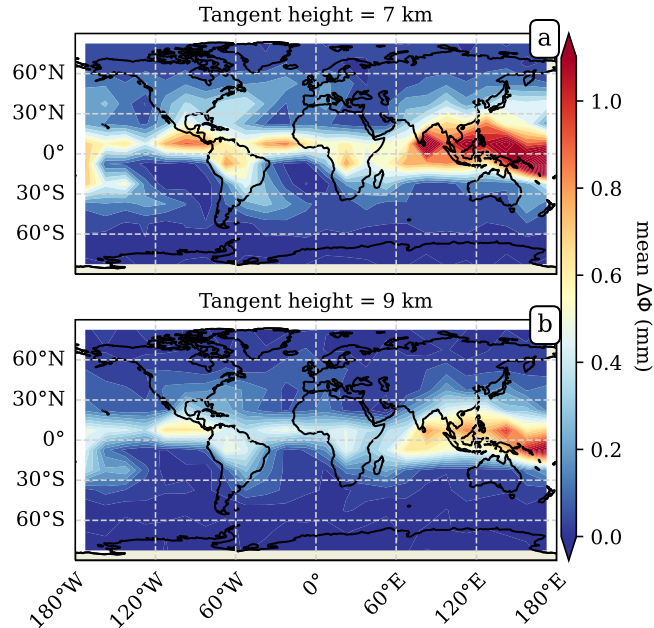 Tangent height = 7 km
a
60°N
30°N
0°
30°S
60°S
Tangent height = 9 km
b
60°N
30°N
0°
30°S
60°S
180°W
120°W
60°W
0°
60°E
120°E
180°E
1.0
0.8
0.6
0.4
0.2
0.0
mean ΔΦ (mm)